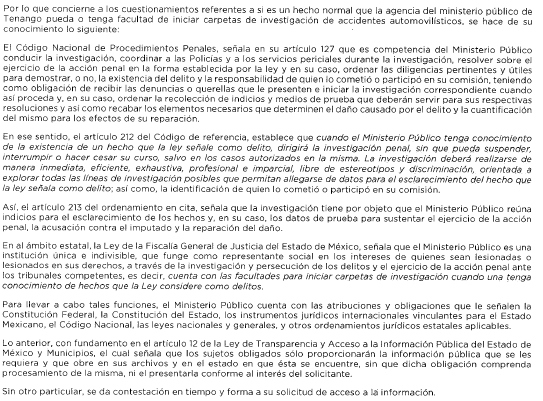 Por lo que concierne a los cuestionamientos referentes a si es un hecho normal que la agencia del ministerio público de
Tenango pueda o tenga facultad de iniciar carpetas de investigación de accidentes automovilísticos, se hace de su
conocimiento lo siguiente:
El Código Nacional de Procedimientos Penales, señala en su artículo 127 que es competencia del Ministerio Público
conducir la investigación, coordinar a las Policías y a los servicios periciales durante la investigación, resolver sobre el
ejercicio de la acción penal en la forma establecida por la ley y en su caso, ordenar las diligencias pertinentes y útiles
para demostrar, o no, la existencia del delito y la responsabilidad de quien lo cometió o participó en su comisión, teniendo
como obligación de recibir las denuncias o querellas que le presenten e iniciar la investigación correspondiente cuando
así proceda y, en su caso, ordenar la recolección de indicios y medios de prueba que deberán servir para sus respectivas
resoluciones y así como recabar los elementos necesarios que determinen el daño causado por el delito y la cuantificación
del mismo para los efectos de su reparación.
En ese sentido, el artículo 212 del Código de referencia, establece que cuando el Ministerio Público tenga conocimiento
de la existencia de un hecho que la ley señale como delito, dirigirá la investigación penal, sin que pueda suspender,
interrumpir o hacer cesar su curso, salvo en los casos autorizados en la misma. La investigación deberá realizarse de
manera inmediata, eficiente, exhaustiva, profesional e imparcial, libre de estereotipos y discriminación, orientada a
explorar todas las líneas de investigación posibles que permitan allegarse de datos para el esclarecimiento del hecho que
la ley señala como delito; así como, la identificación de quien lo cometió o participó en su comisión.
Así, el artículo 213 del ordenamiento en cita, señala que la investigación tiene por objeto que el Ministerio Público reúna
indicios para el esclarecimiento de los hechos y, en su caso, los datos de prueba para sustentar el ejercicio de la acción
penal, la acusación contra el imputado y la reparación del daño.
En al ámbito estatal, la Ley de la Fiscalía General de Justicia del Estado de México, señala que el Ministerio Público es una
institución única e indivisible, que funge como representante social en los intereses de quienes sean lesionadas o
lesionados en sus derechos, a través de la investigación y persecución de los delitos y el ejercicio de la acción penal ante
los tribunales competentes, es decir, cuenta con las facultades para iniciar carpetas de investigación cuando una tenga
conocimiento de hechos que la Ley considere como delitos.
Para llevar a cabo tales funciones, el Ministerio Público cuenta con las atribuciones y obligaciones que le señalen la
Constitución Federal, la Constitución del Estado, los instrumentos jurídicos internacionales vinculantes para el Estado
Mexicano, el Código Nacional, las leyes nacionales y generales, y otros ordenamientos jurídicos estatales aplicables.
Lo anterior, con fundamento en el artículo 12 de la Ley de Transparencia y Acceso a la Información Pública del Estado de
México y Municipios, el cual señala que los sujetos obligados sólo proporcionarán la información pública que se les
requiera y que obre en sus archivos y en el estado en que ésta se encuentre, sin que dicha obligación comprenda
procesamiento de la misma, ni el presentarla conforme al interés del solicitante.
Sin otro particular, se da contestación en tiempo y forma a su solicitud de acceso a la información.